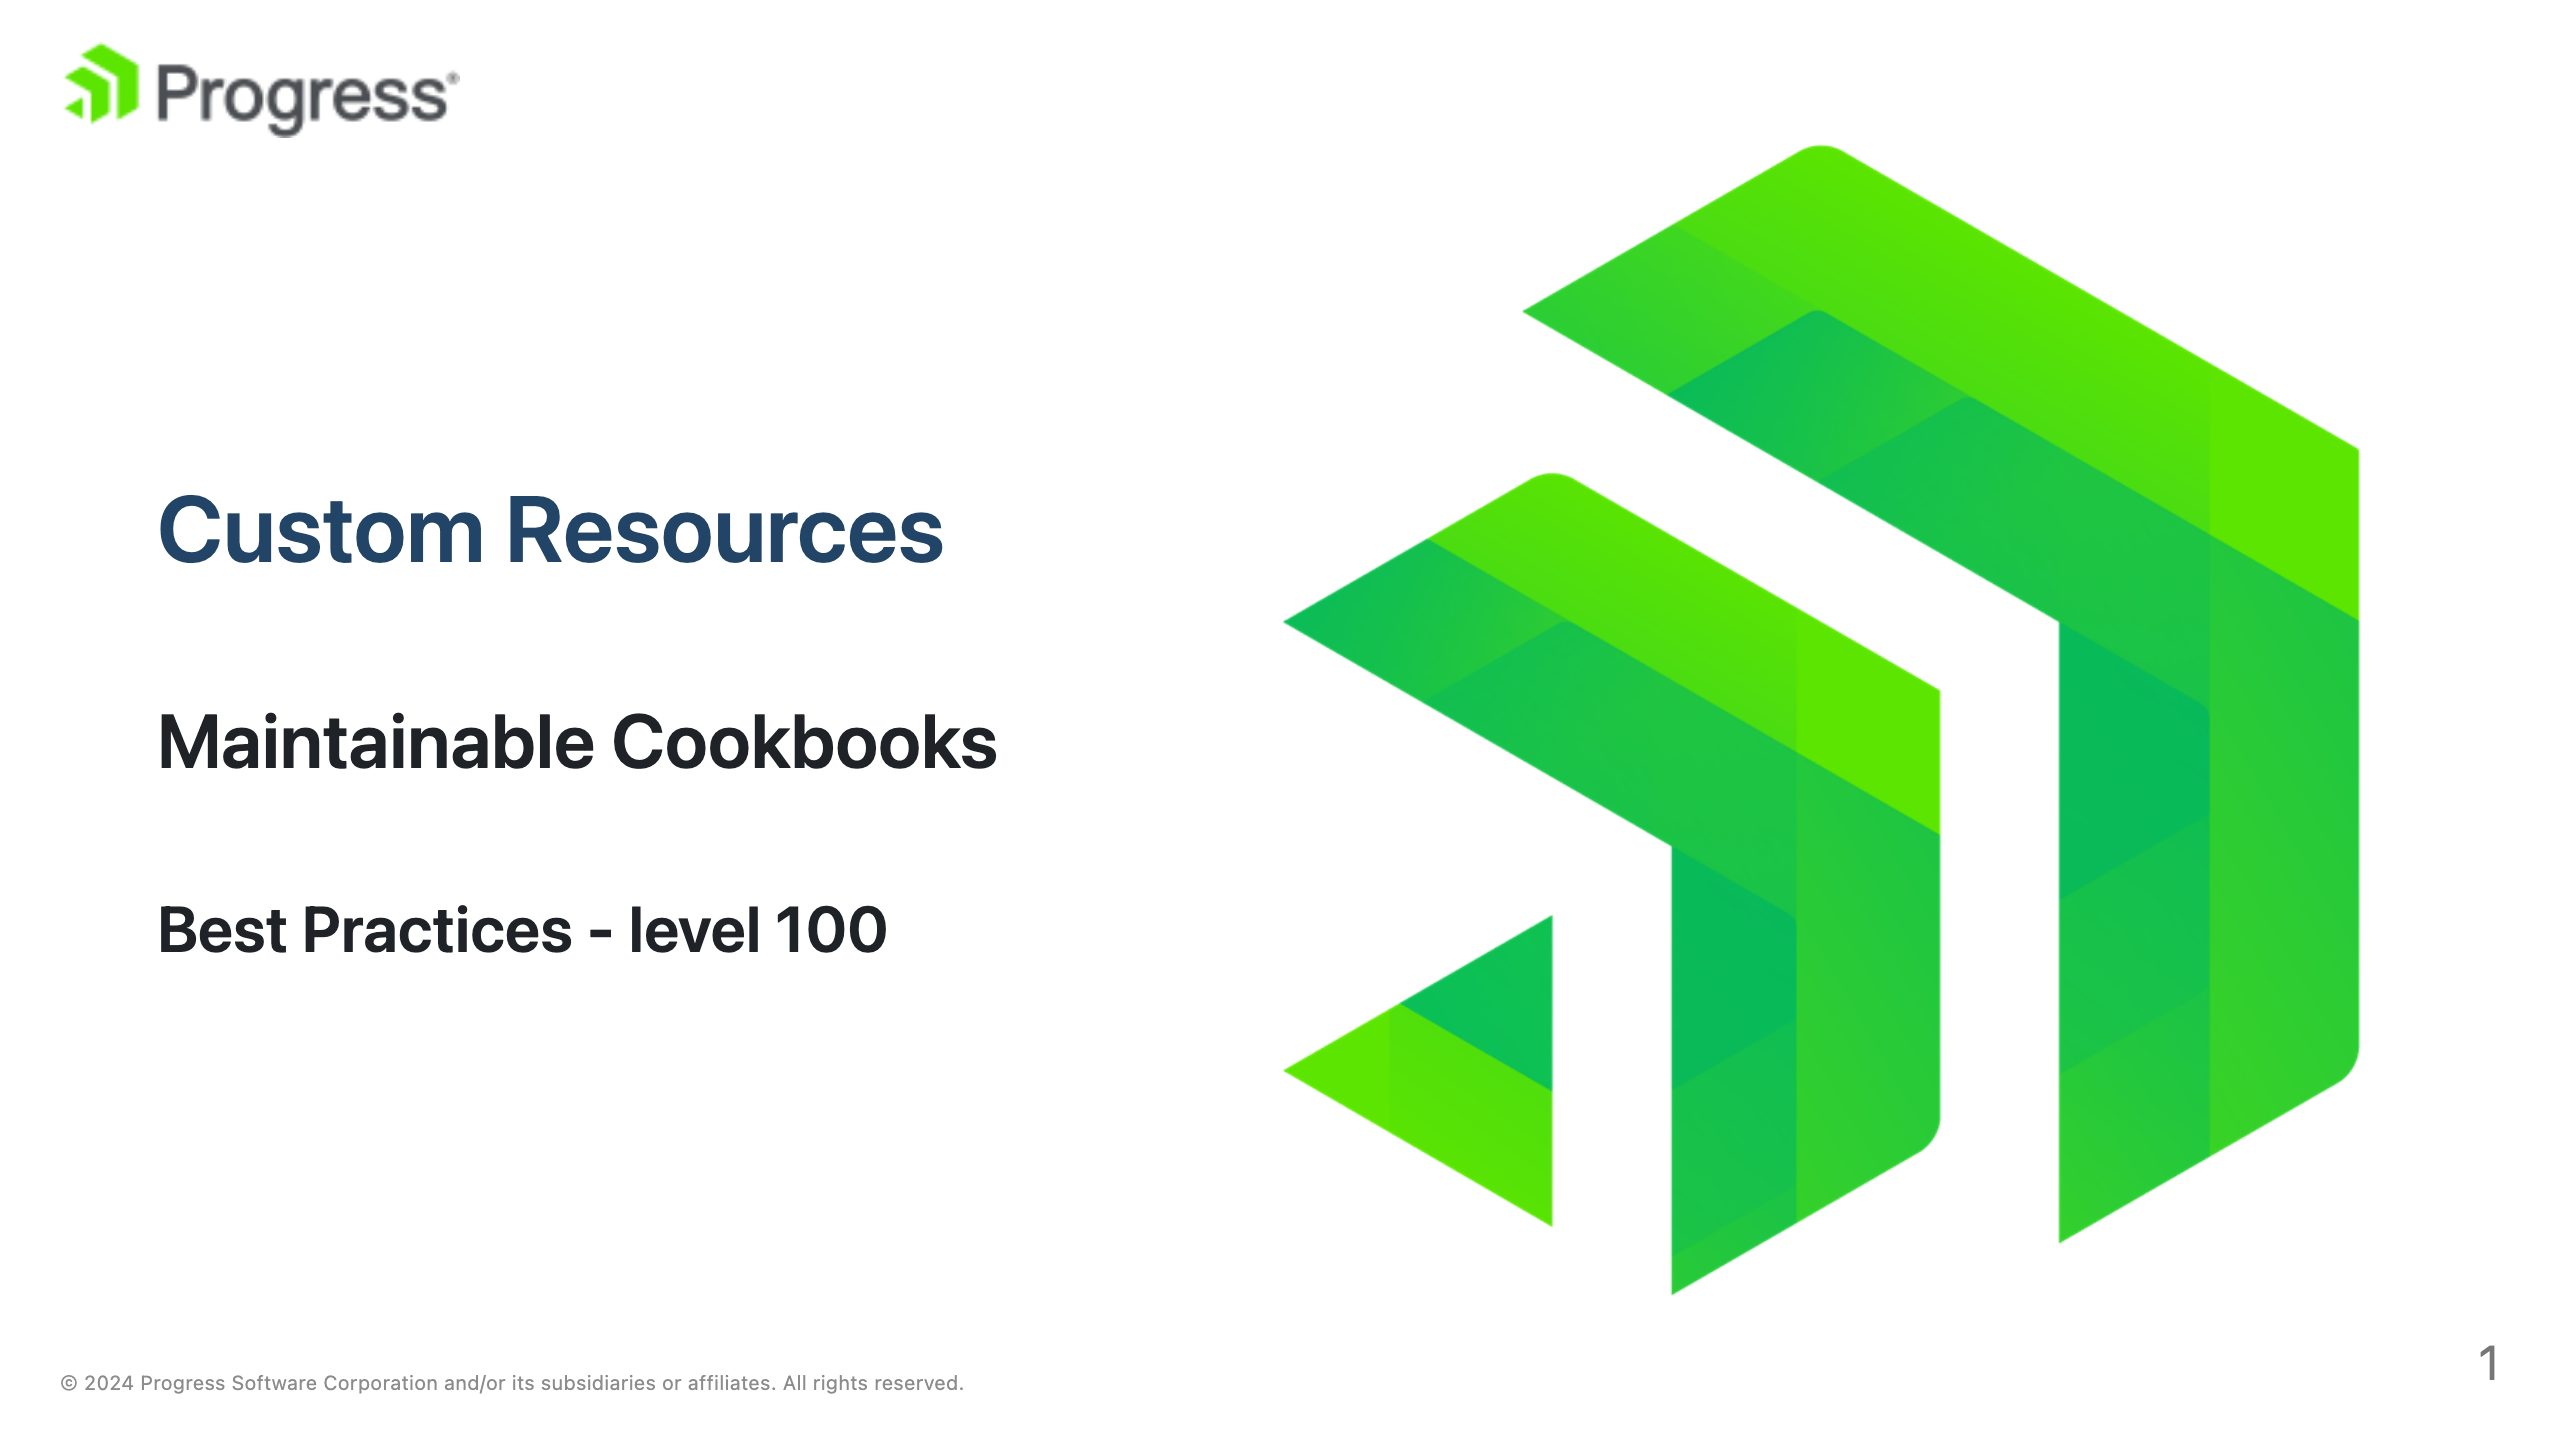 Progress®
Custom Resources
Maintainable Cookbooks
Best Practices - level 100
© 2024 Progress Software Corporation and/or its subsidiaries or affiliates. All rights reserved.
1